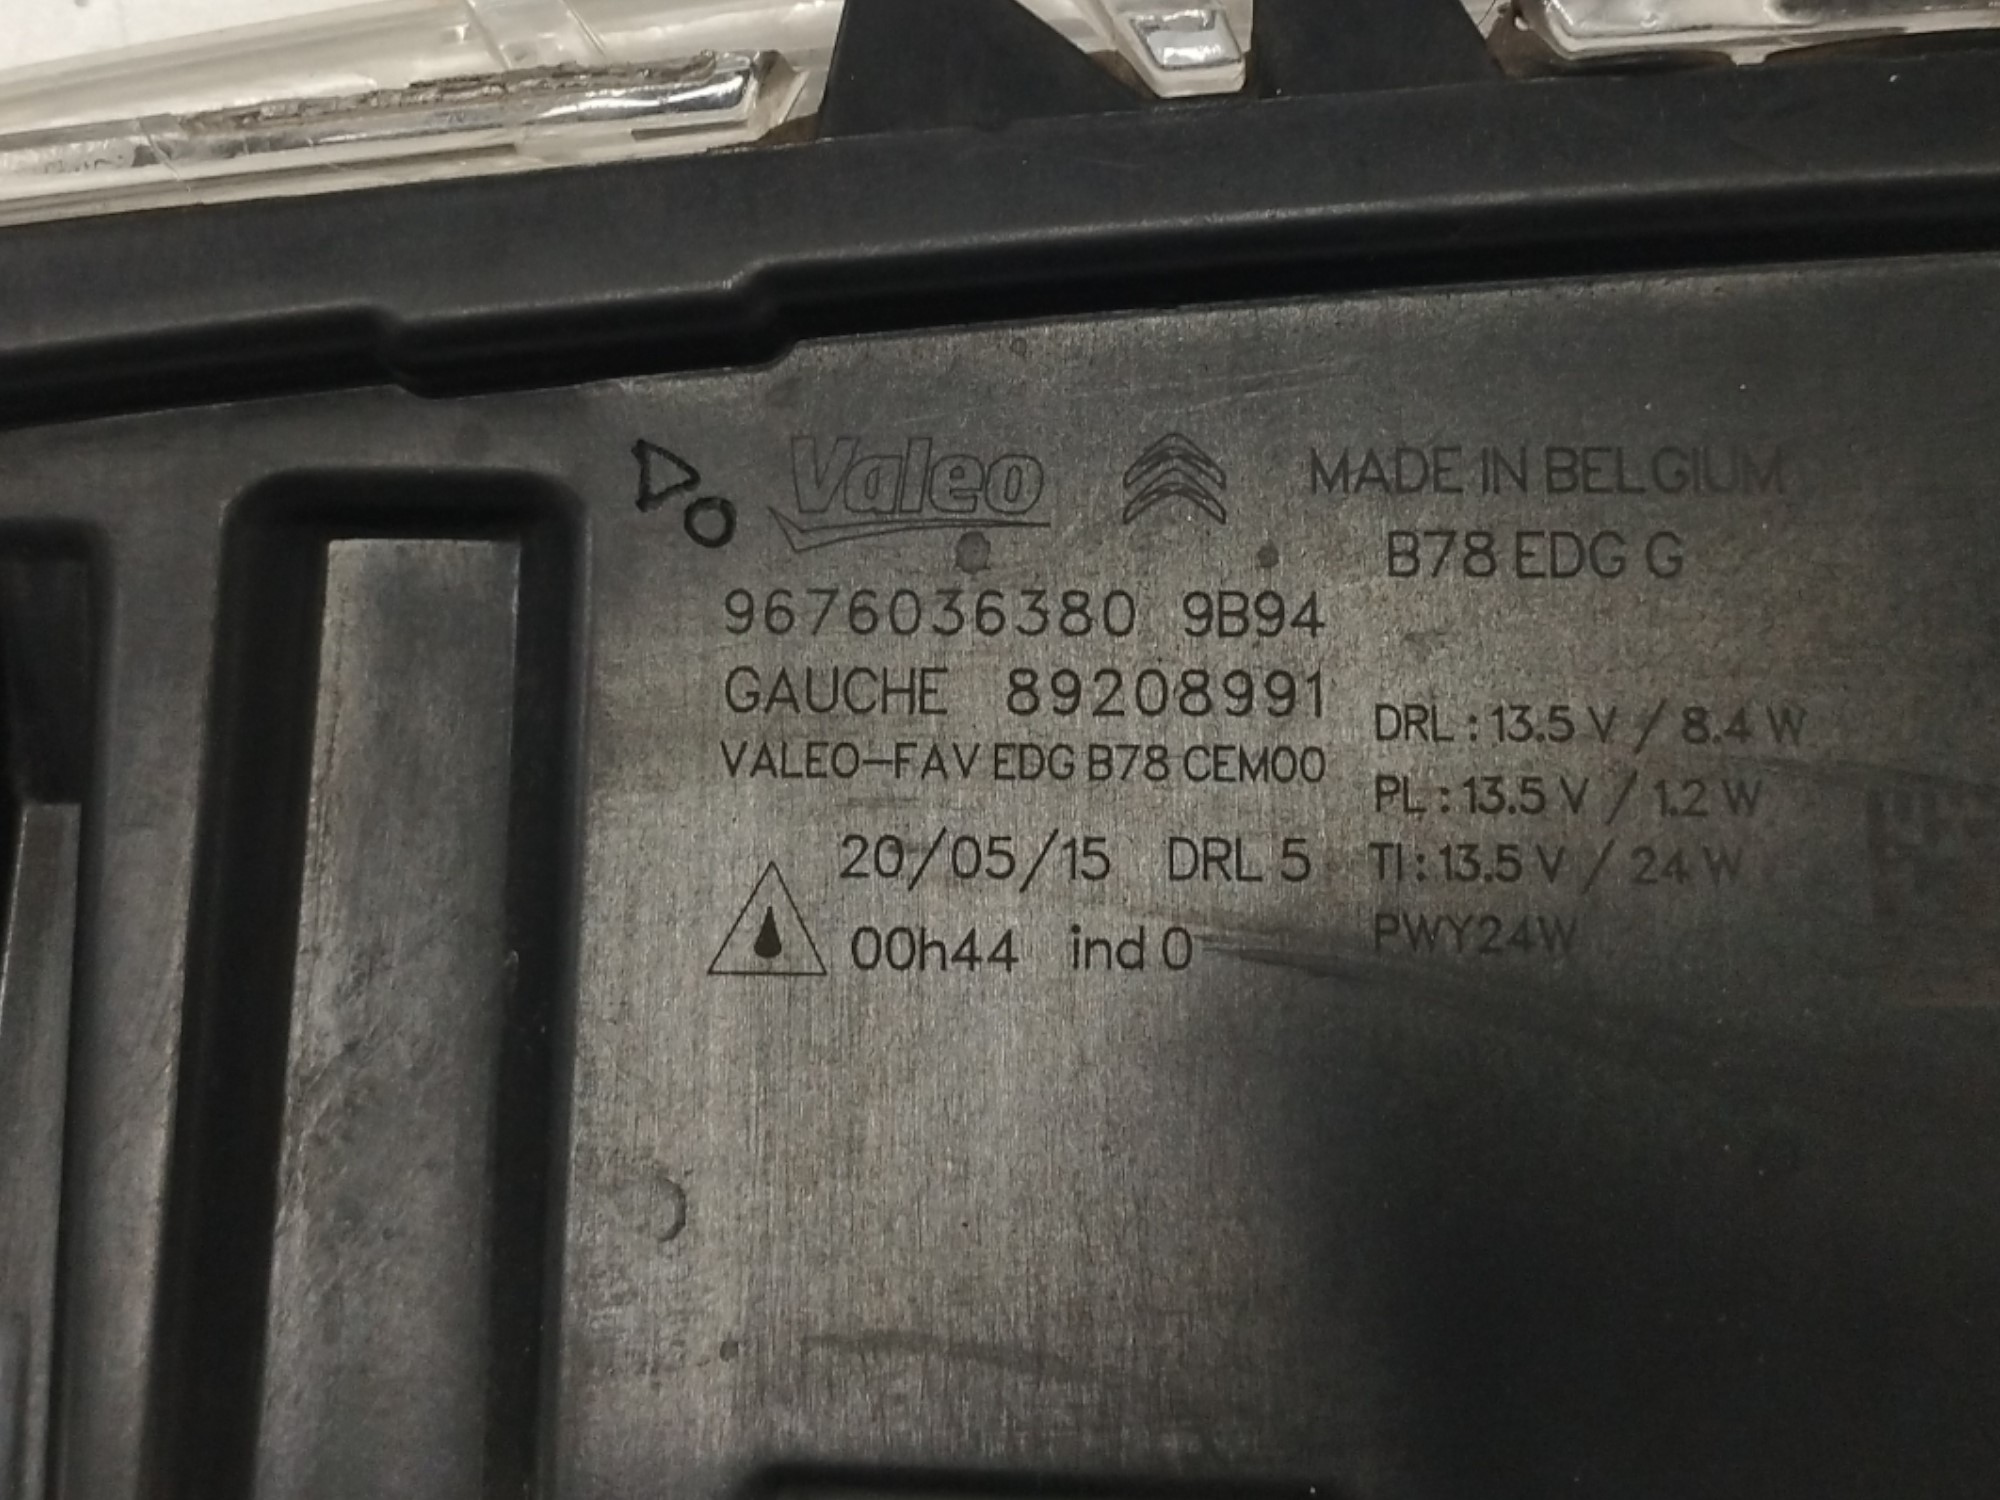 Valeo MADE IN BELGIUM
B78 EDG G
9676036380 9B94
GAUCHE 89208991
VALEO-FAV EDG B78 CEM00
DRL : 13.5 V / 8.4 W
PL : 13.5 V / 1.2 W
20/05/15 DRL 5
TI : 13.5 V / 24 W
00h44 ind 0
PWY24W